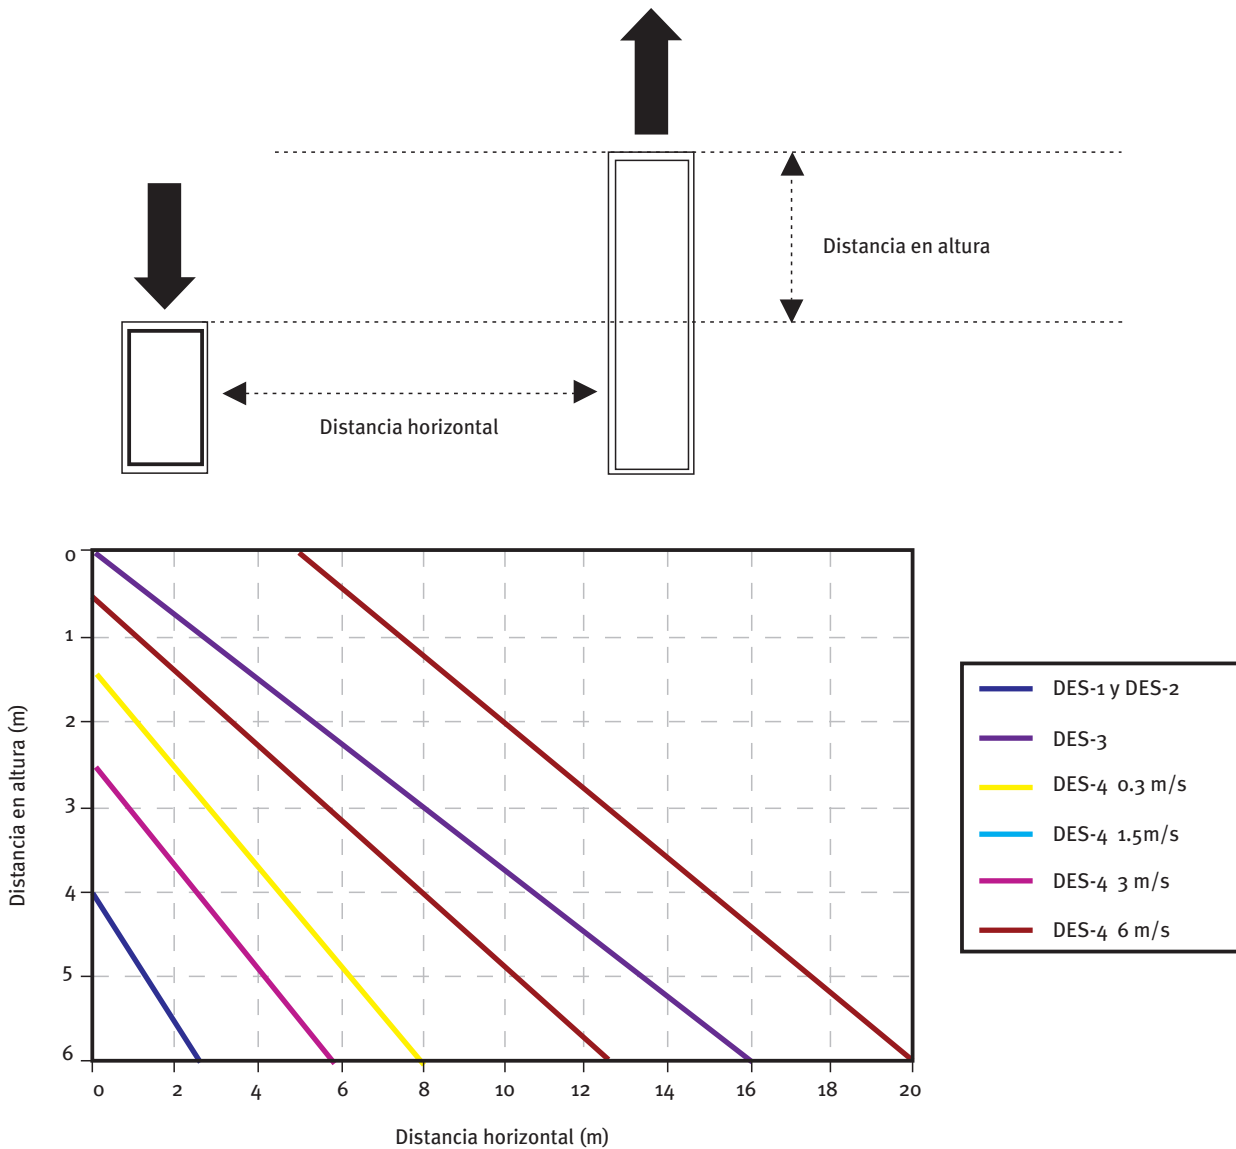 Distancia en altura
Distancia horizontal
Distancia en altura (m)
0
1
2
3
4
5
6
0 2 4 6 8 10 12 14 16 18 20
Distancia horizontal (m)
DES-1 y DES-2
DES-3
DES-4 0.3 m/s
DES-4 1.5m/s
DES-4 3 m/s
DES-4 6 m/s